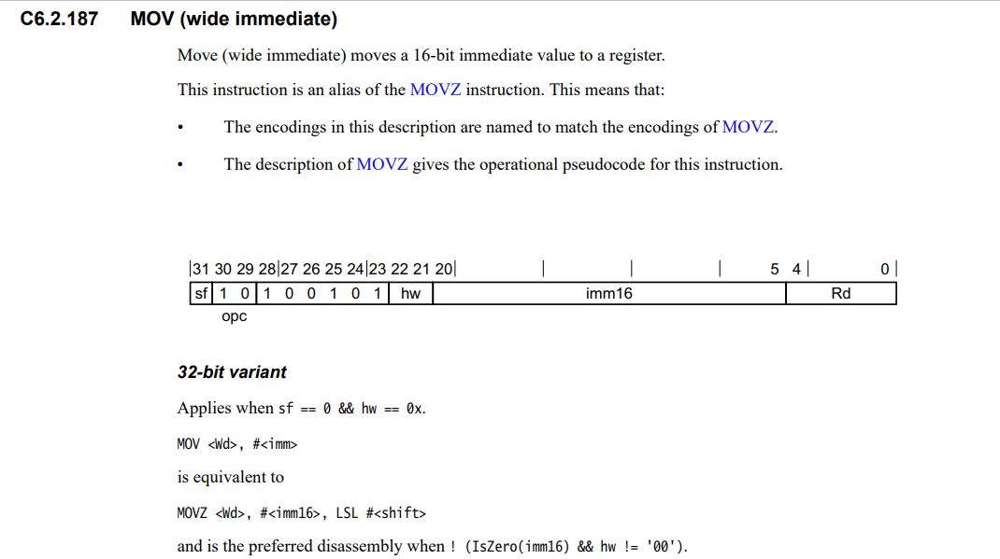 C6.2.187 MOV (wide immediate)
Move (wide immediate) moves a 16-bit immediate value to a register.
This instruction is an alias of the MOVZ instruction. This means that:
• The encodings in this description are named to match the encodings of MOVZ.
• The description of MOVZ gives the operational pseudocode for this instruction.
|31 30 29 28|27 26 25 24|23 22 21 20| | | | 5 4| 0|
sf 1 0 1 0 0 1 0 1 hw imm16 Rd
opc
32-bit variant
Applies when sf == 0 && hw == 0x.
MOV <Wd>, #<imm>
is equivalent to
MOVZ <Wd>, #<imm16>, LSL #<shift>
and is the preferred disassembly when ! (IsZero(imm16) && hw != '00').